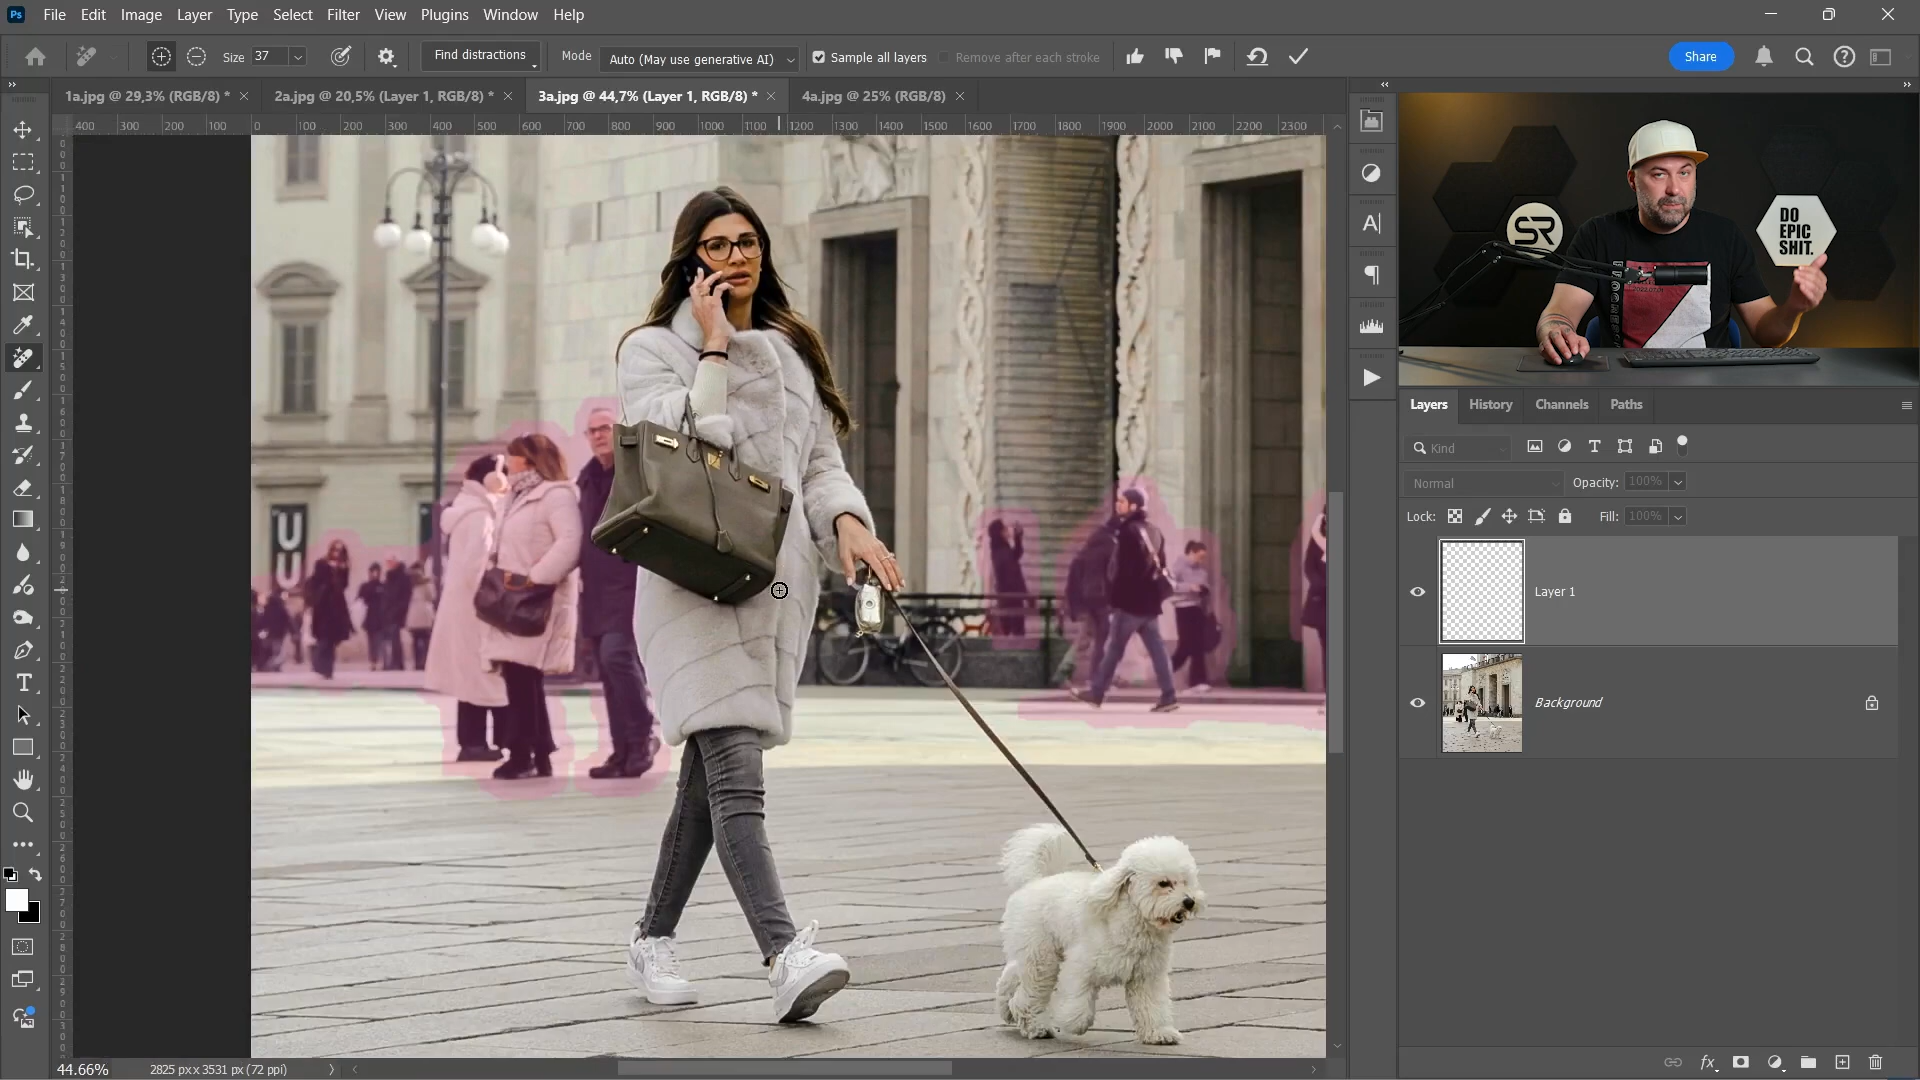 Ps File Edit Image Layer Type Select Filter View Plugins Window Help
Size 37 Find distractions Mode Auto (May use generative AI) Sample all layers Remove after each stroke Share
1a.jpg @ 29,3% (RGB/8) * 2a.jpg @ 20,5% (Layer 1, RGB/8) * 3a.jpg @ 44,7% (Layer 1, RGB/8) * 4a.jpg @ 25% (RGB/8)
400 300 200 100 0 100 200 300 400 500 600 700 800 900 1000 1100 1200 1300 1400 1500 1600 1700 1800 1900 2000 2100 2200 2300
SR
DO
EPIC
SHIT.
Layers History Channels Paths
Kind
Normal Opacity: 100%
Lock: Fill: 100%
Layer 1
Background
44.66% 2825 px x 3531 px (72 ppi)
fx